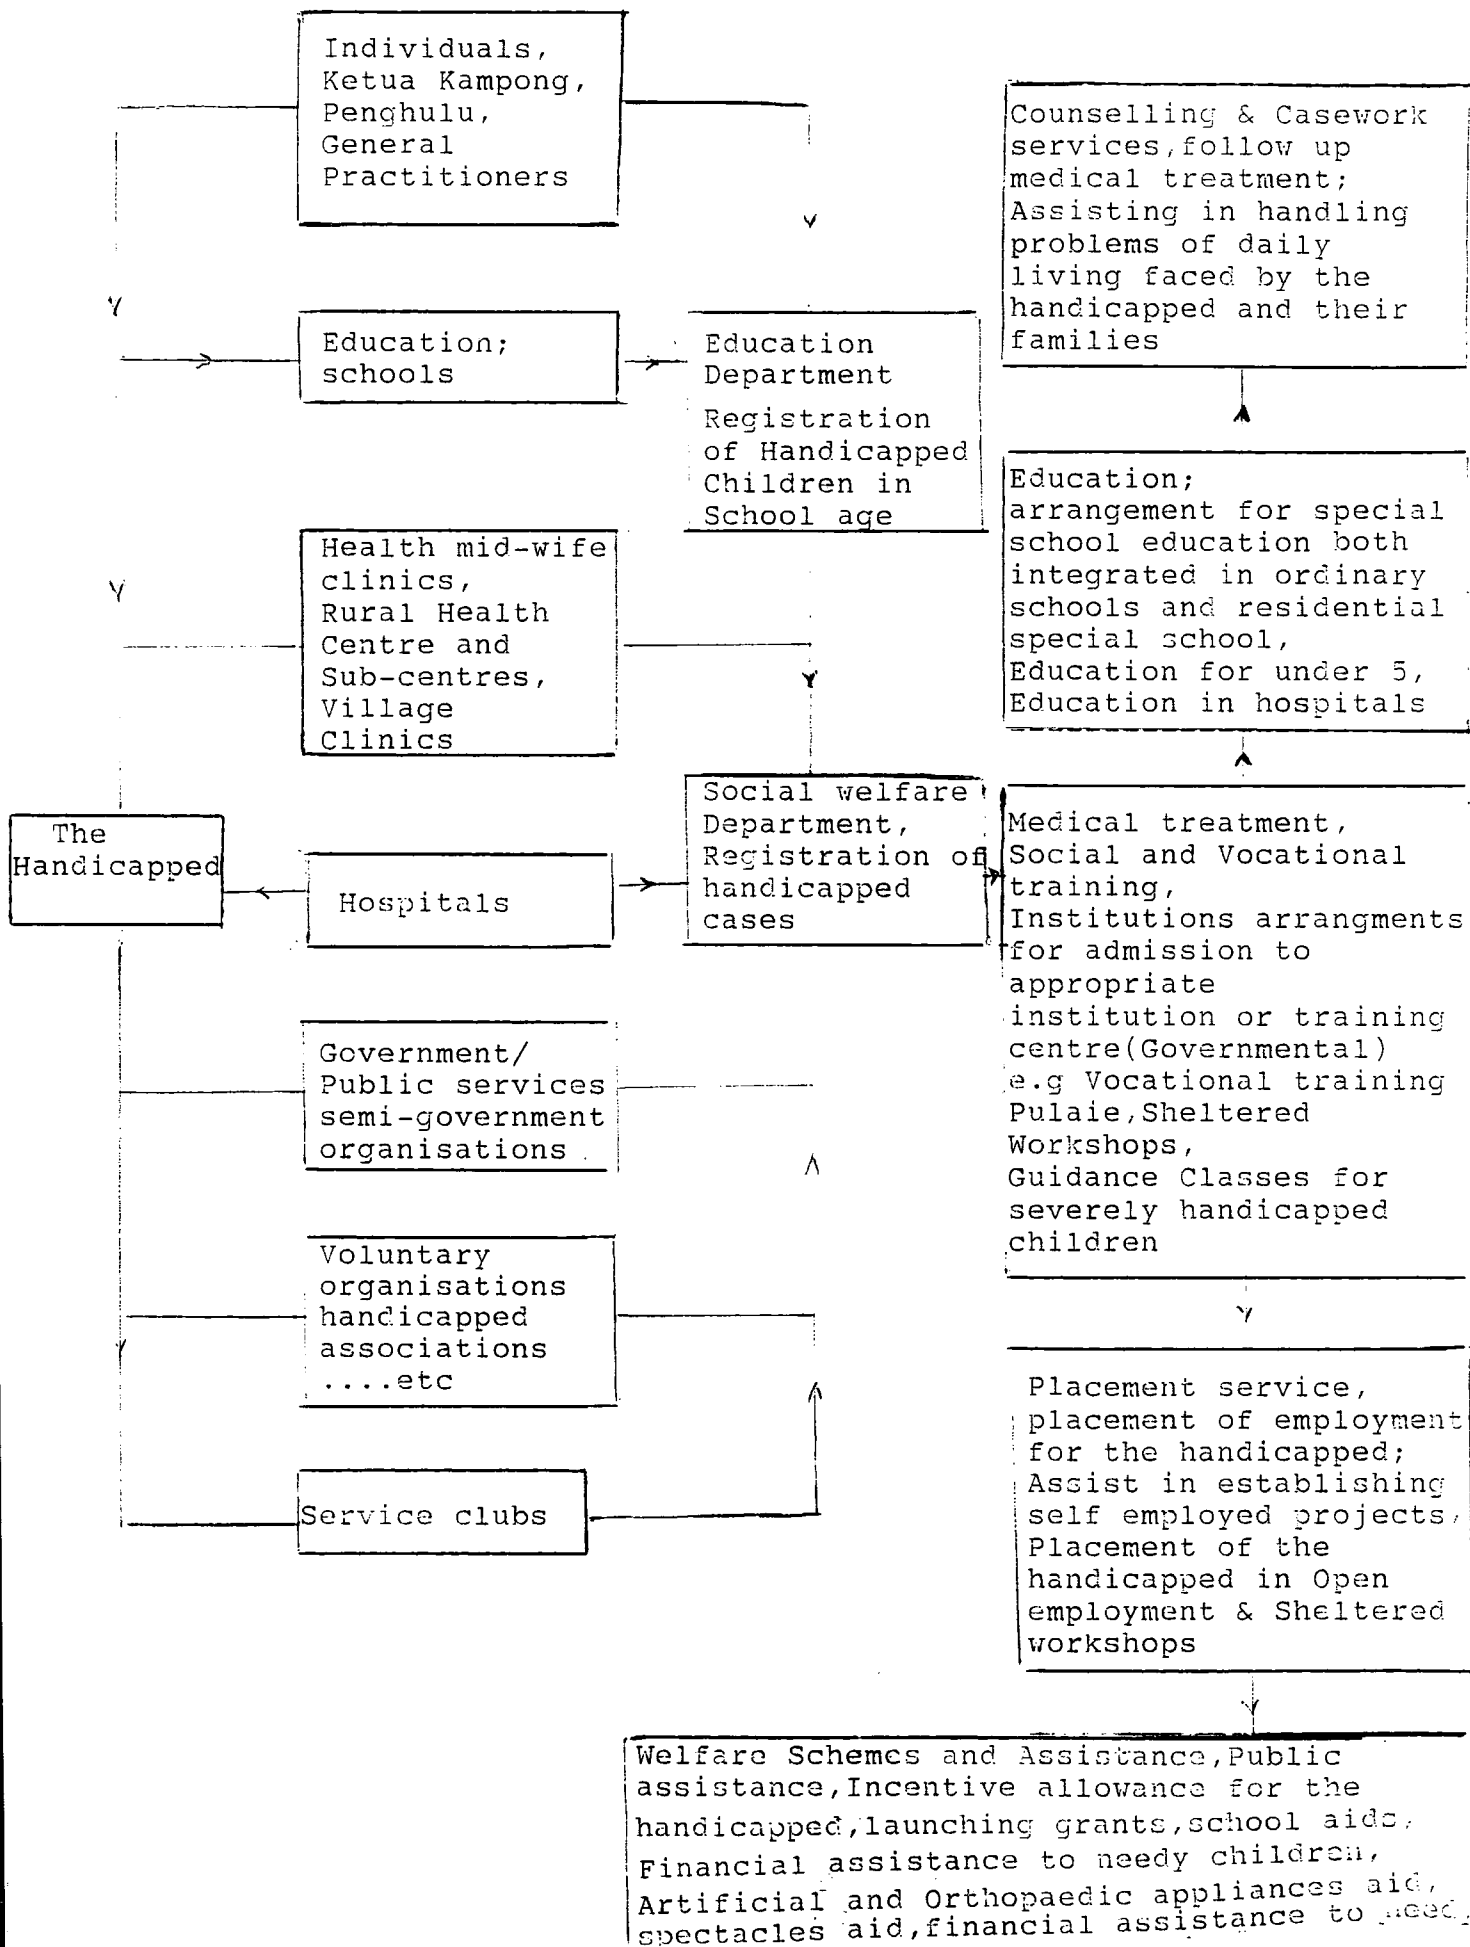 Individuals,
Ketua Kampong,
Penghulu,
General
Practitioners
Education;
schools
Health mid-wife
clinics,
Rural Health
Centre and
Sub-centres,
Village
Clinics
The
Handicapped
Hospitals
Government/
Public services
semi-government
organisations.
Voluntary
organisations
handicapped
associations
....etc
Service clubs
Education
Department
Registration
of Handicapped
Children in
School age
Social welfare
Department,
Registration of
handicapped
cases
Counselling & Casework
services,follow up
medical treatment;
Assisting in handling
problems of daily
living faced by the
handicapped and their
families
Education;
arrangement for special
school education both
integrated in ordinary
schools and residential
special school,
Education for under 5,
Education in hospitals
Medical treatment,
Social and Vocational
training,
Institutions arrangments
for admission to
appropriate
institution or training
centre(Governmental)
e.g Vocational training
Pulaie,Sheltered
Workshops,
Guidance Classes for
severely handicapped
children
Placement service,
placement of employment
for the handicapped;
Assist in establishing
self employed projects,
Placement of the
handicapped in Open
employment & Sheltered
workshops
Welfare Schemes and Assistance,Public
assistance,Incentive allowance for the
handicapped,launching grants,school aids,
Financial assistance to needy children,
Artificial and Orthopaedic appliances aid,
spectacles aid,financial assistance to